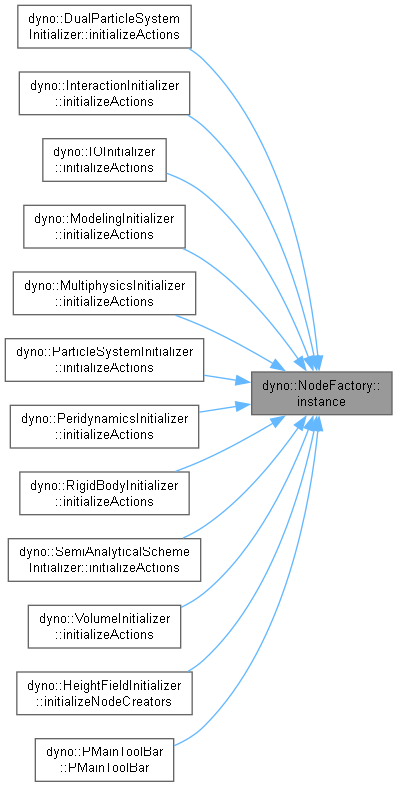 dyno::DualParticleSystem
Initializer::initializeActions
dyno::InteractionInitializer
::initializeActions
dyno::IOInitializer
::initializeActions
dyno::ModelingInitializer
::initializeActions
dyno::MultiphysicsInitializer
::initializeActions
dyno::ParticleSystemInitializer
::initializeActions
dyno::NodeFactory::
instance
dyno::PeridynamicsInitializer
::initializeActions
dyno::RigidBodyInitializer
::initializeActions
dyno::SemiAnalyticalScheme
Initializer::initializeActions
dyno::VolumeInitializer
::initializeActions
dyno::HeightFieldInitializer
::initializeNodeCreators
dyno::PMainToolBar
::PMainToolBar